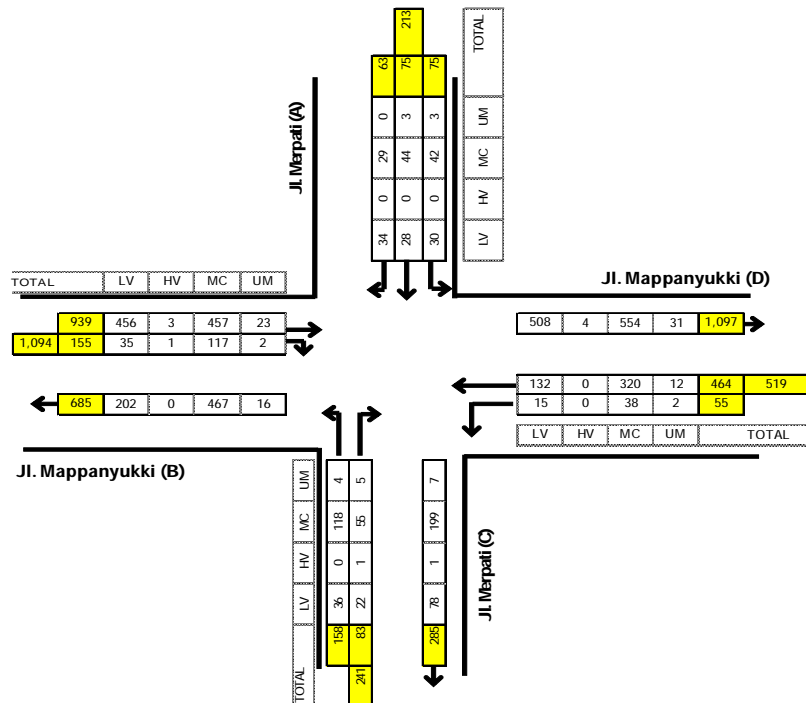 213
63 75 75
TOTAL
0 3 3
UM
29 44 42
MC
0 0 0
HV
34 28 30
LV
Jl. Merpati (A)
TOTAL LV HV MC UM
Jl. Mappanyukki (D)
939 456 3 457 23
1,094 155 35 1 117 2
508 4 554 31 1,097
685 202 0 467 16
132 0 320 12 464 519
15 0 38 2 55
LV HV MC UM TOTAL
Jl. Mappanyukki (B)
UM 4 5 7
MC 118 55 199
HV 0 1 1
LV 36 22 78
TOTAL 158 83 285
241
Jl. Merpati (C)